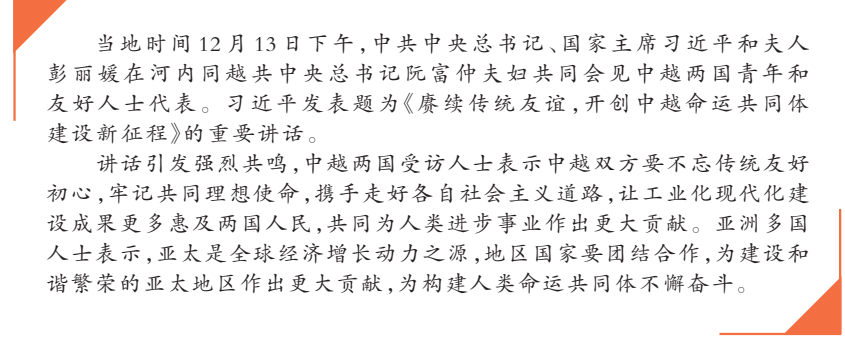 当地时间12月13日下午,中共中央总书记、国家主席习近平和夫人
彭丽媛在河内同越共中央总书记阮富仲夫妇共同会见中越两国青年和
友好人士代表。习近平发表题为《赓续传统友谊,开创中越命运共同体
建设新征程》的重要讲话。
讲话引发强烈共鸣,中越两国受访人士表示中越双方要不忘传统友好
初心,牢记共同理想使命,携手走好各自社会主义道路,让工业化现代化建
设成果更多惠及两国人民,共同为人类进步事业作出更大贡献。亚洲多国
人士表示,亚太是全球经济增长动力之源,地区国家要团结合作,为建设和
谐繁荣的亚太地区作出更大贡献,为构建人类命运共同体不懈奋斗。